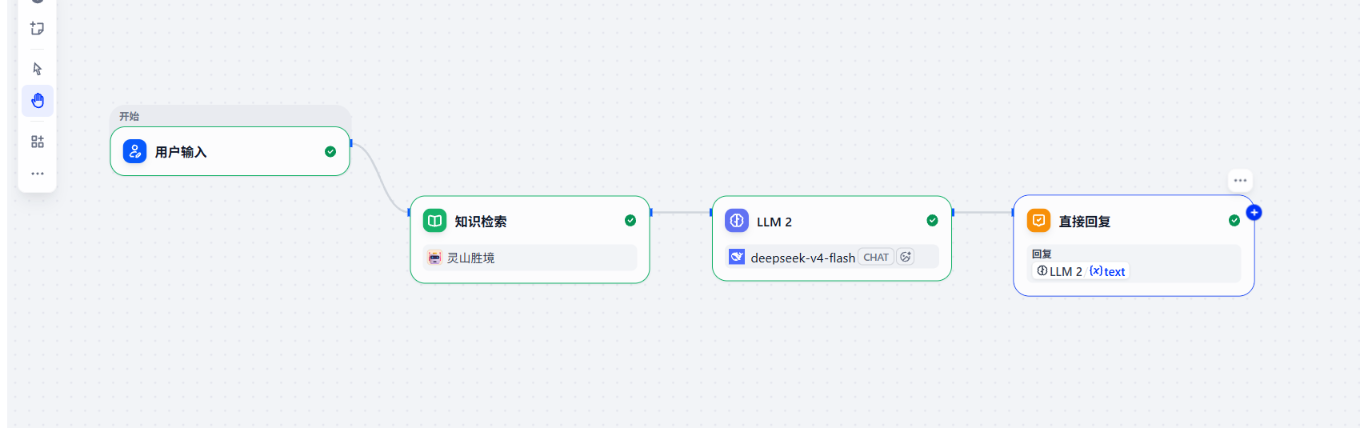 开始
用户输入
知识检索
灵山胜境
LLM 2
deepseek-v4-flash CHAT
直接回复
回复
LLM 2 {x} text